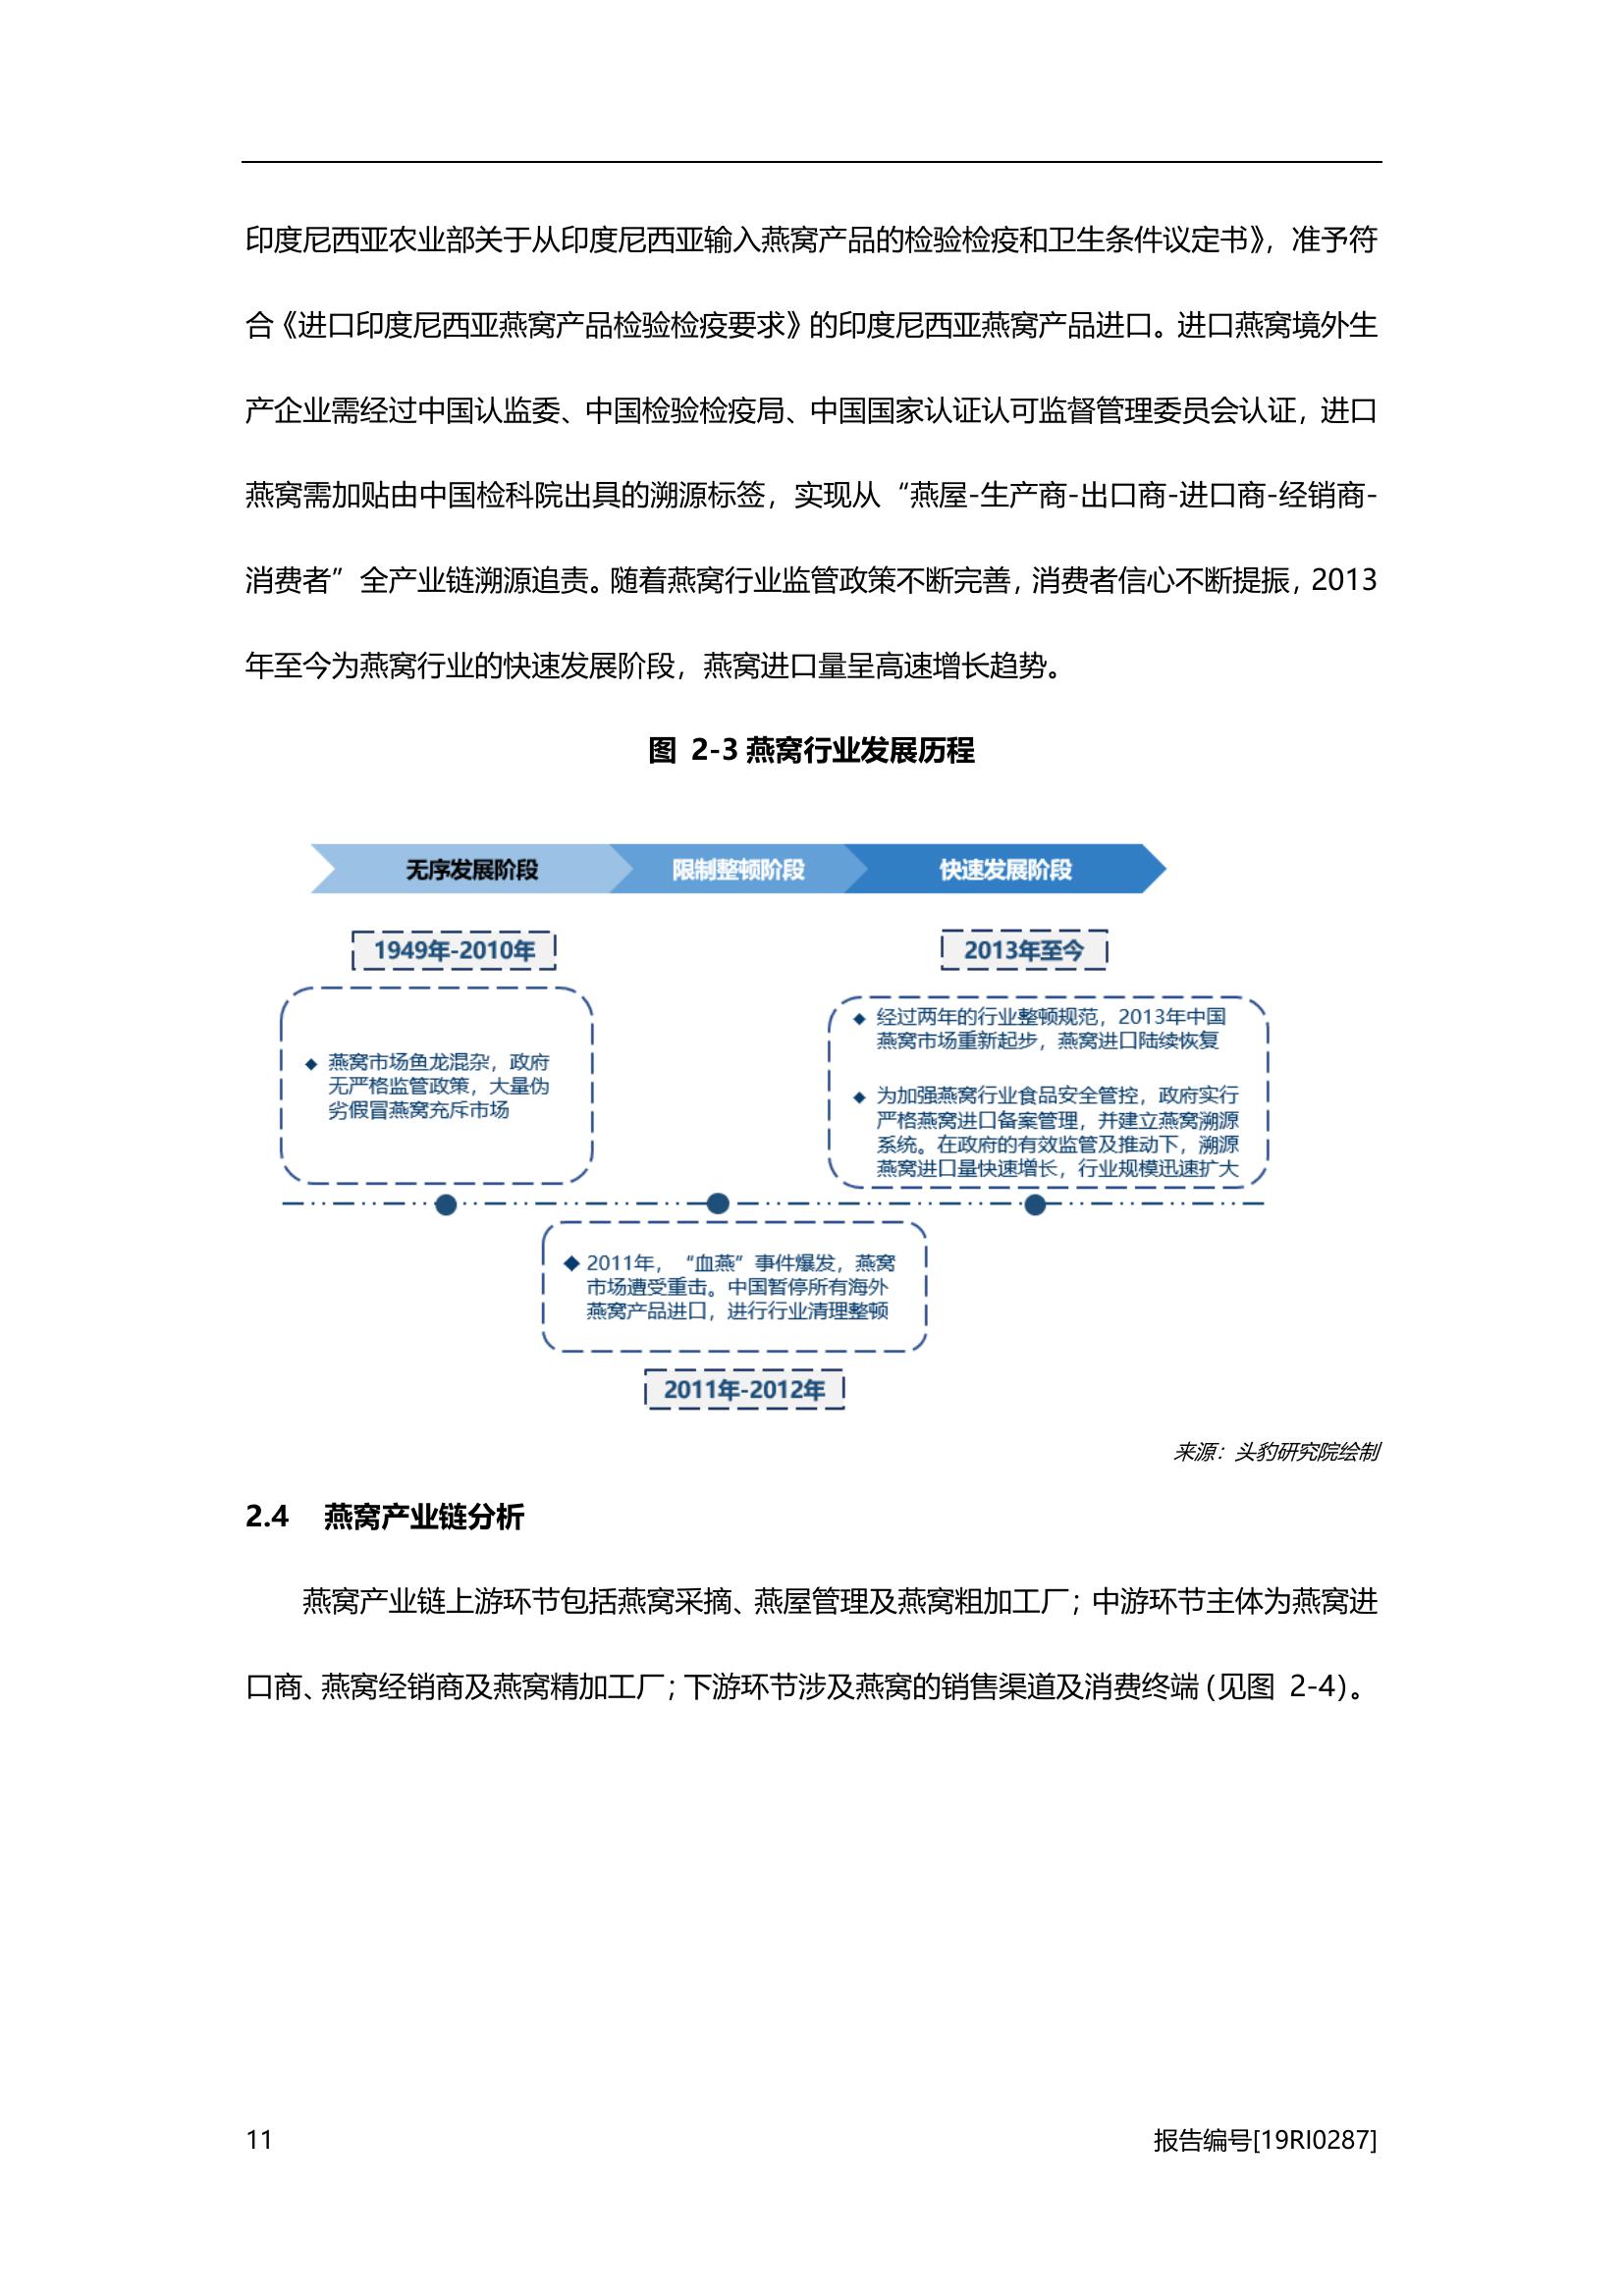 印度尼西亚农业部关于从印度尼西亚输入燕窝产品的检验检疫和卫生条件议定书》，准予符
合《进口印度尼西亚燕窝产品检验检疫要求》的印度尼西亚燕窝产品进口。进口燕窝境外生
产企业需经过中国认监委、中国检验检疫局、中国国家认证认可监督管理委员会认证，进口
燕窝需加贴由中国检科院出具的溯源标签，实现从“燕屋-生产商-出口商-进口商-经销商-
消费者”全产业链溯源追责。随着燕窝行业监管政策不断完善，消费者信心不断提振，2013
年至今为燕窝行业的快速发展阶段，燕窝进口量呈高速增长趋势。
图 2-3 燕窝行业发展历程
无序发展阶段 限制整顿阶段 快速发展阶段
1949年-2010年
2013年至今
◆ 燕窝市场鱼龙混杂，政府
无严格监管政策，大量伪
劣假冒燕窝充斥市场
◆ 经过两年的行业整顿规范，2013年中国
燕窝市场重新起步，燕窝进口陆续恢复
◆ 为加强燕窝行业食品安全管控，政府实行
严格燕窝进口备案管理，并建立燕窝溯源
系统。在政府的有效监管及推动下，溯源
燕窝进口量快速增长，行业规模迅速扩大
◆ 2011年，“血燕”事件爆发，燕窝
市场遭受重击。中国暂停所有海外
燕窝产品进口，进行行业清理整顿
2011年-2012年
来源：头豹研究院绘制
2.4 燕窝产业链分析
燕窝产业链上游环节包括燕窝采摘、燕屋管理及燕窝粗加工厂；中游环节主体为燕窝进
口商、燕窝经销商及燕窝精加工厂；下游环节涉及燕窝的销售渠道及消费终端（见图 2-4）。
11
报告编号[19RI0287]